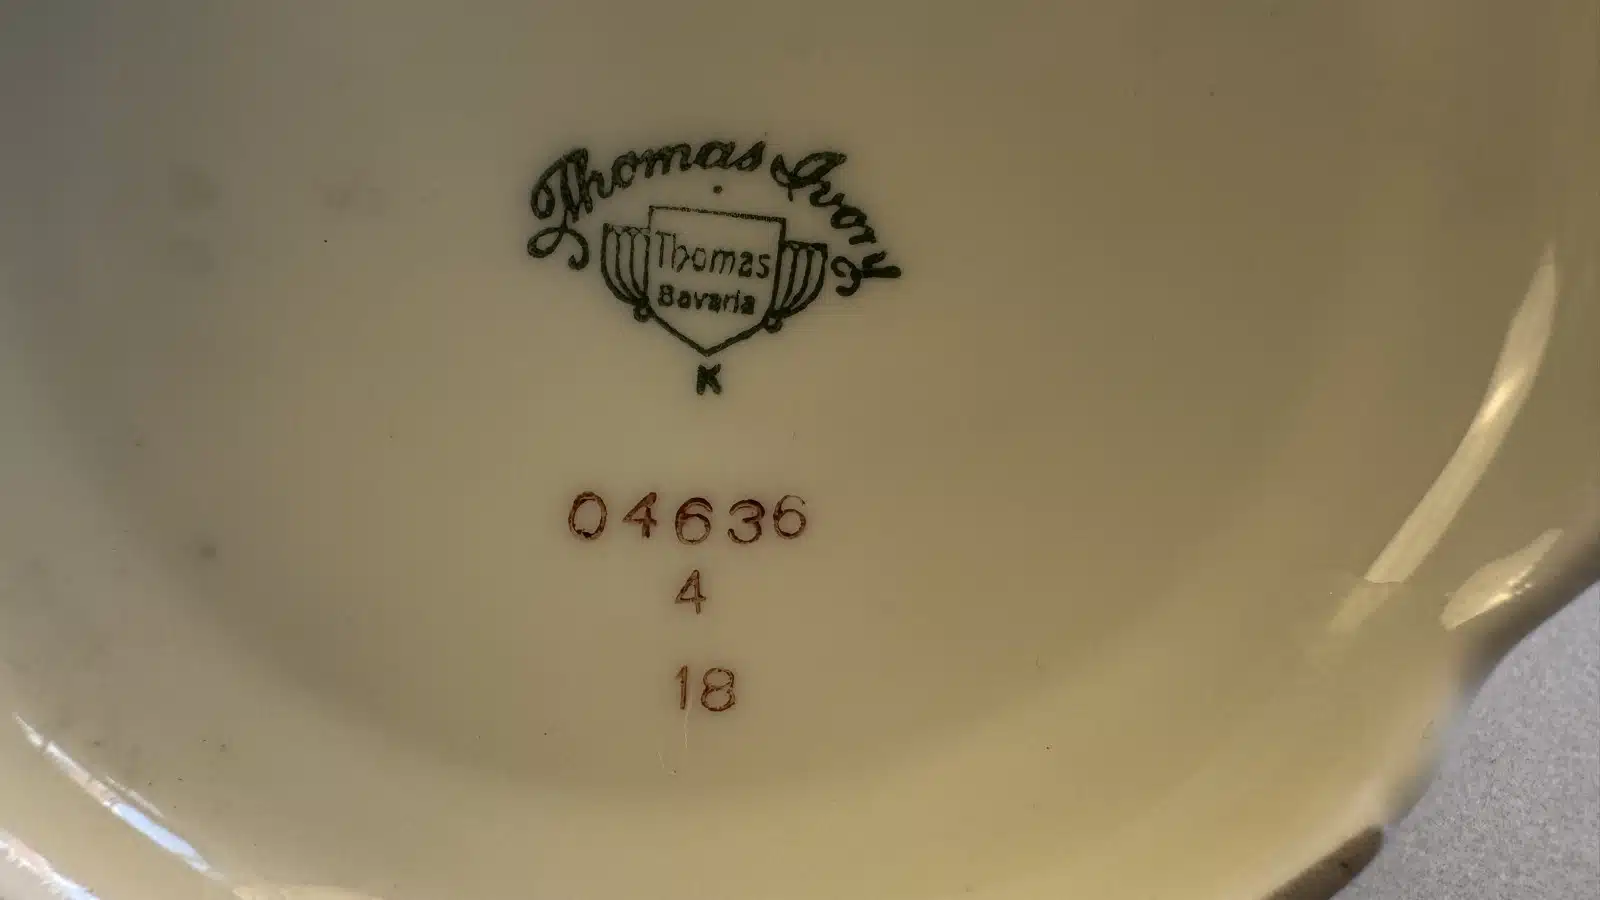 Thomas Ivory
Thomas
Bavaria
K
04636
4
18